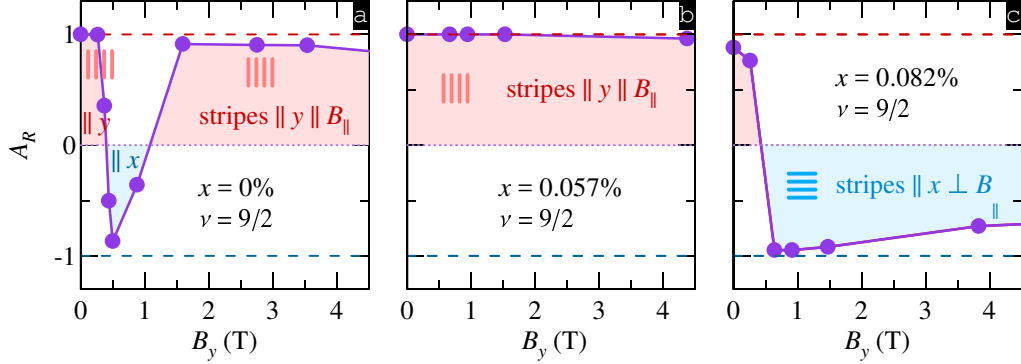 a
1
0
-1
A_R
|| y
|| x
stripes || y || B_||
x = 0%
ν = 9/2
0 1 2 3 4
B_y (T)
b
stripes || y || B_||
x = 0.057%
ν = 9/2
0 1 2 3 4
B_y (T)
c
x = 0.082%
ν = 9/2
stripes || x ⊥ B_||
0 1 2 3 4
B_y (T)